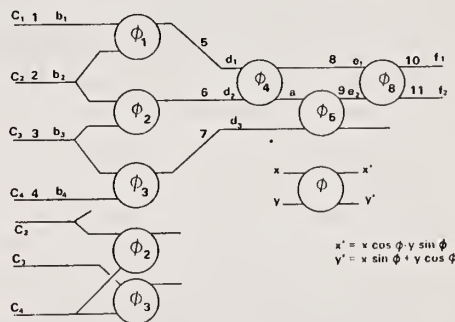 C₁ 1 b₁
ϕ₁
5
d₁
ϕ₄
8 e₁
ϕ₈
10 f₁
C₂ 2 b₂
ϕ₂
6
d₂
a
9 e₂
11 f₂
C₃ 3 b₃
7
d₃
ϕ₅
C₄ 4 b₄
ϕ₃
x
ϕ
x'
y
y'
C₂
ϕ₂
C₃
ϕ₃
C₄
x' = x cos ϕ - y sin ϕ
y' = x sin ϕ + y cos ϕ